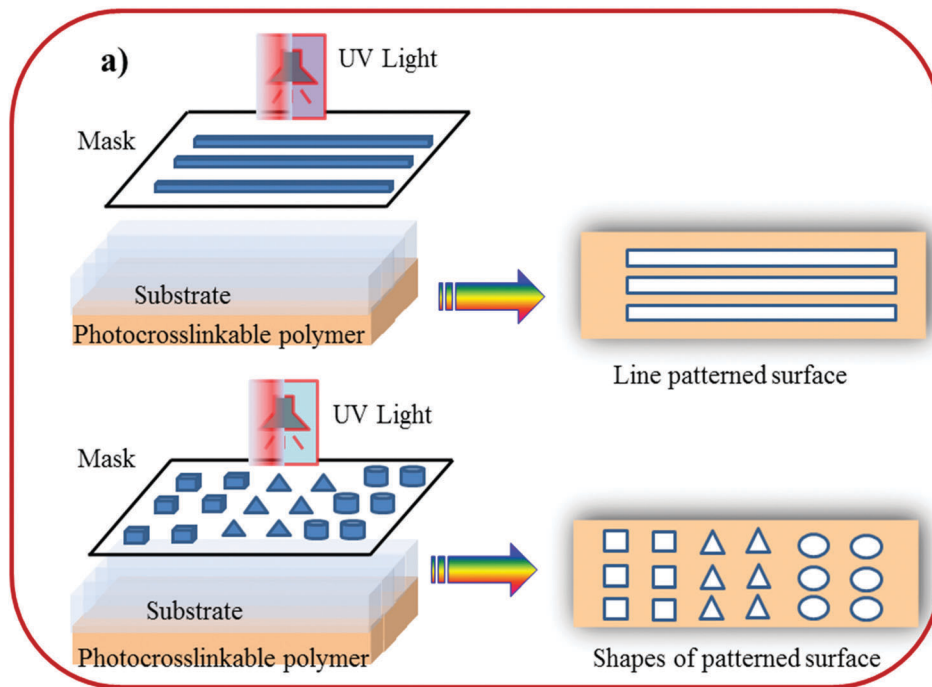 a)
UV Light
Mask
Substrate
Photocrosslinkable polymer
Line patterned surface
UV Light
Mask
Substrate
Photocrosslinkable polymer
Shapes of patterned surface